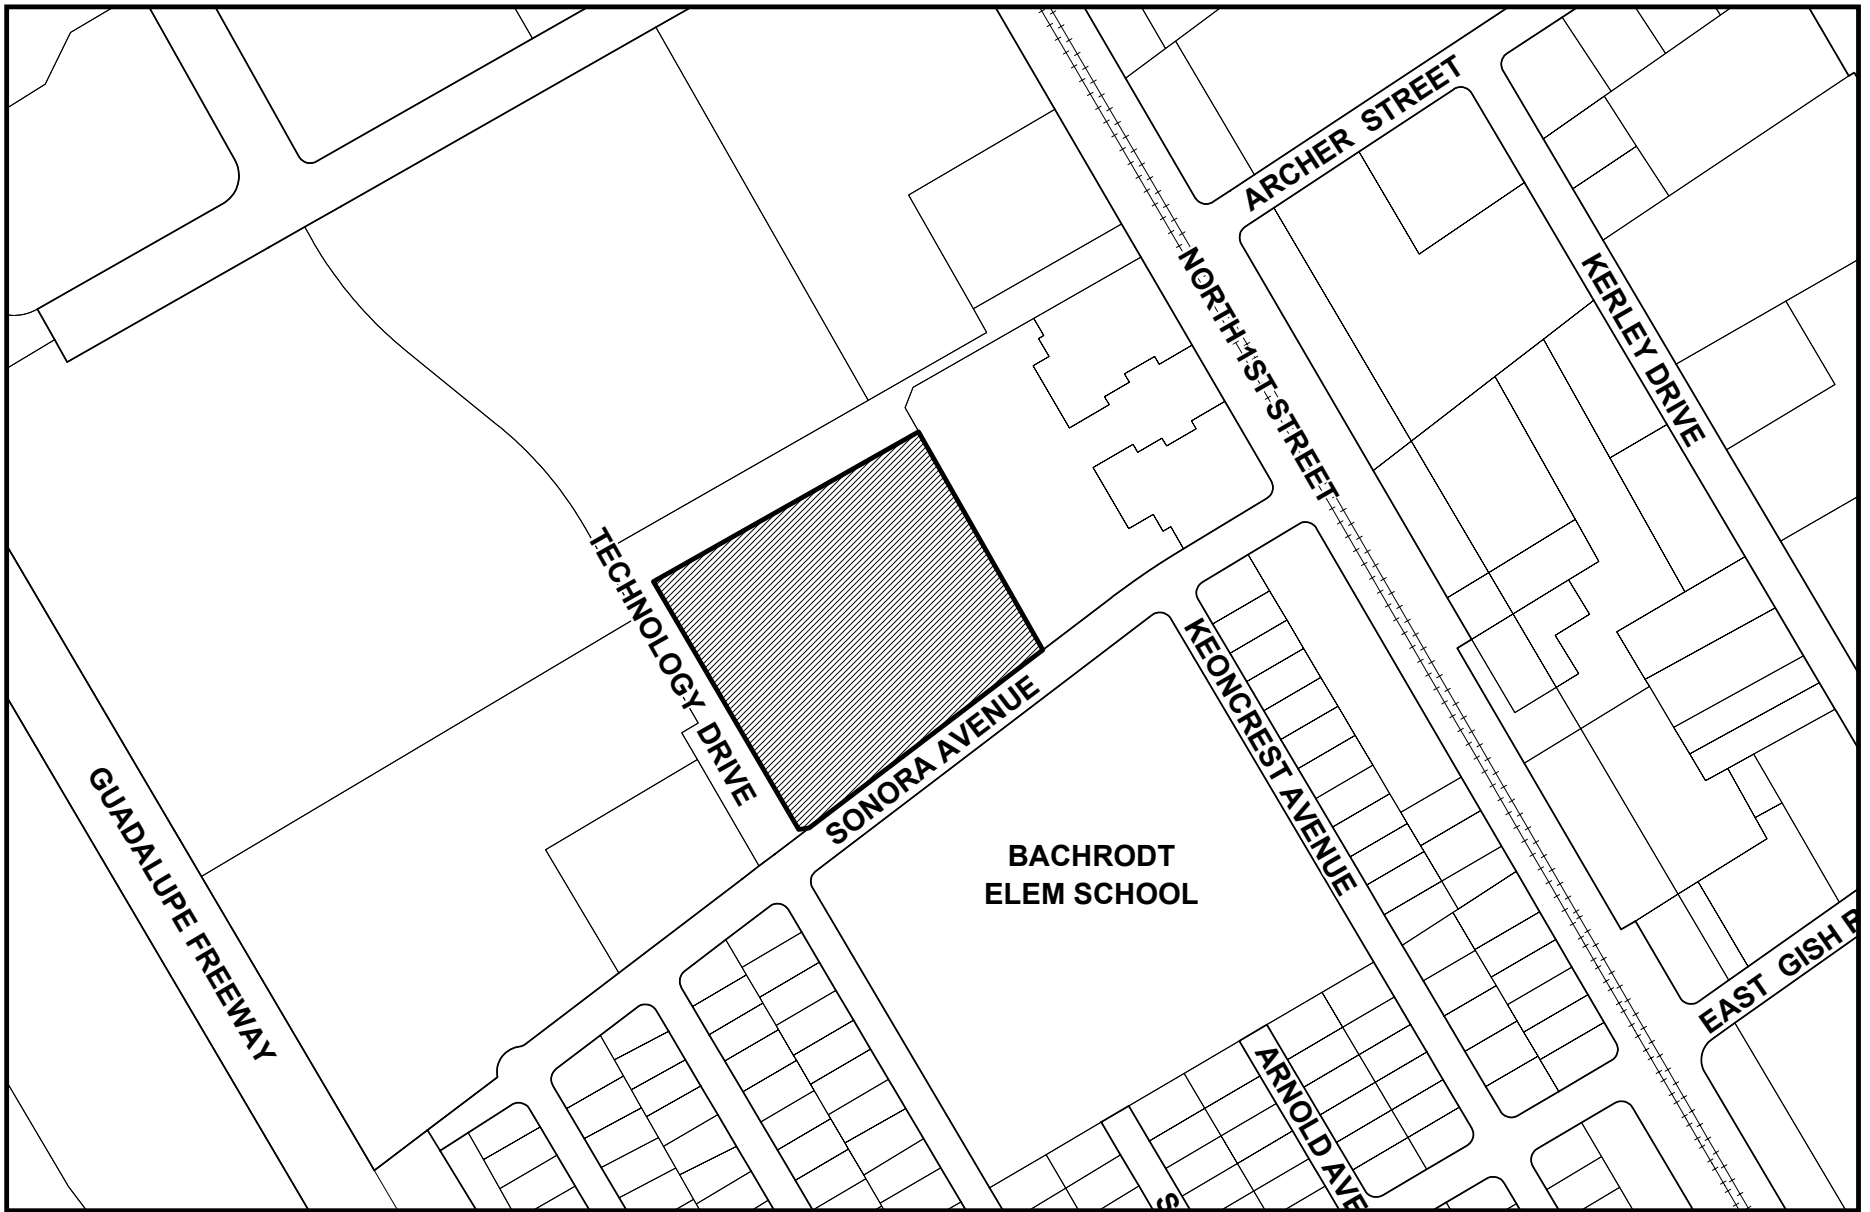 ARCHER STREET
NORTH 1ST STREET
KERLEY DRIVE
TECHNOLOGY DRIVE
SONORA AVENUE
KEONCREST AVENUE
GUADALUPE FREEWAY
BACHRODT
ELEM SCHOOL
EAST GISH R
ARNOLD AVE
S